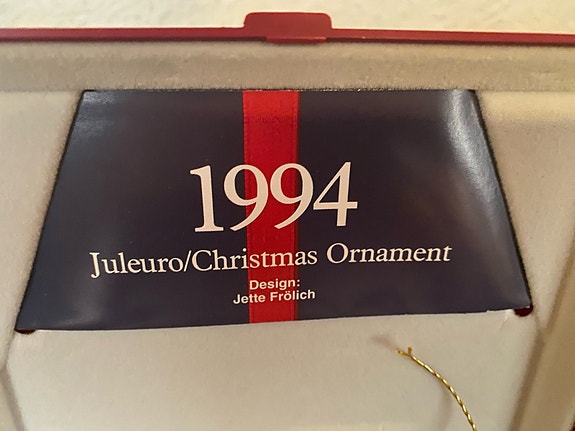 1994
Juleuro/Christmas Ornament
Design:
Jette Frölich